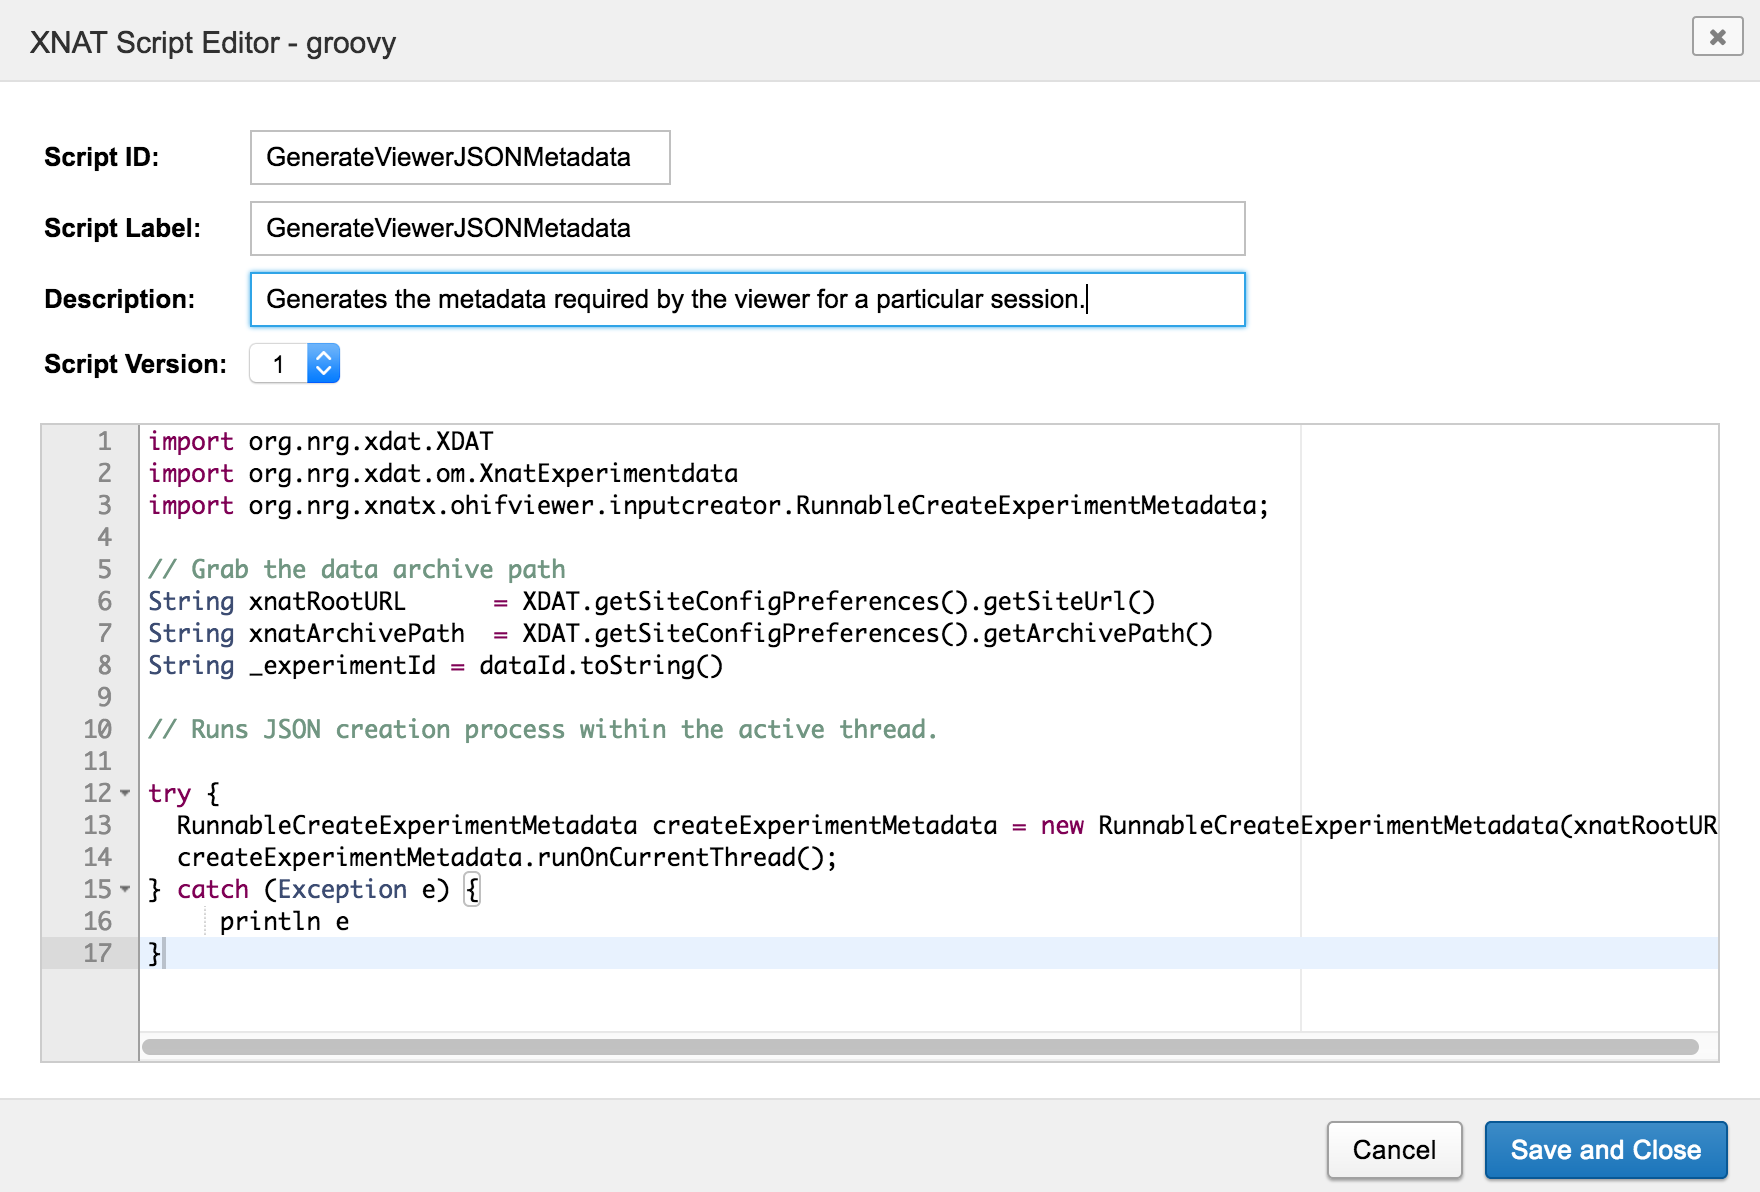 XNAT Script Editor - groovy
Script ID: GenerateViewerJSONMetadata
Script Label: GenerateViewerJSONMetadata
Description: Generates the metadata required by the viewer for a particular session.
Script Version: 1
1 import org.nrg.xdat.XDAT
2 import org.nrg.xdat.om.XnatExperimentdata
3 import org.nrg.xnatx.ohifviewer.inputcreator.RunnableCreateExperimentMetadata;
4
5 // Grab the data archive path
6 String xnatRootURL      = XDAT.getSiteConfigPreferences().getSiteUrl()
7 String xnatArchivePath  = XDAT.getSiteConfigPreferences().getArchivePath()
8 String _experimentId = dataId.toString()
9
10 // Runs JSON creation process within the active thread.
11
12 try {
13   RunnableCreateExperimentMetadata createExperimentMetadata = new RunnableCreateExperimentMetadata(xnatRootUR
14   createExperimentMetadata.runOnCurrentThread();
15 } catch (Exception e) {
16      println e
17 }
Cancel
Save and Close